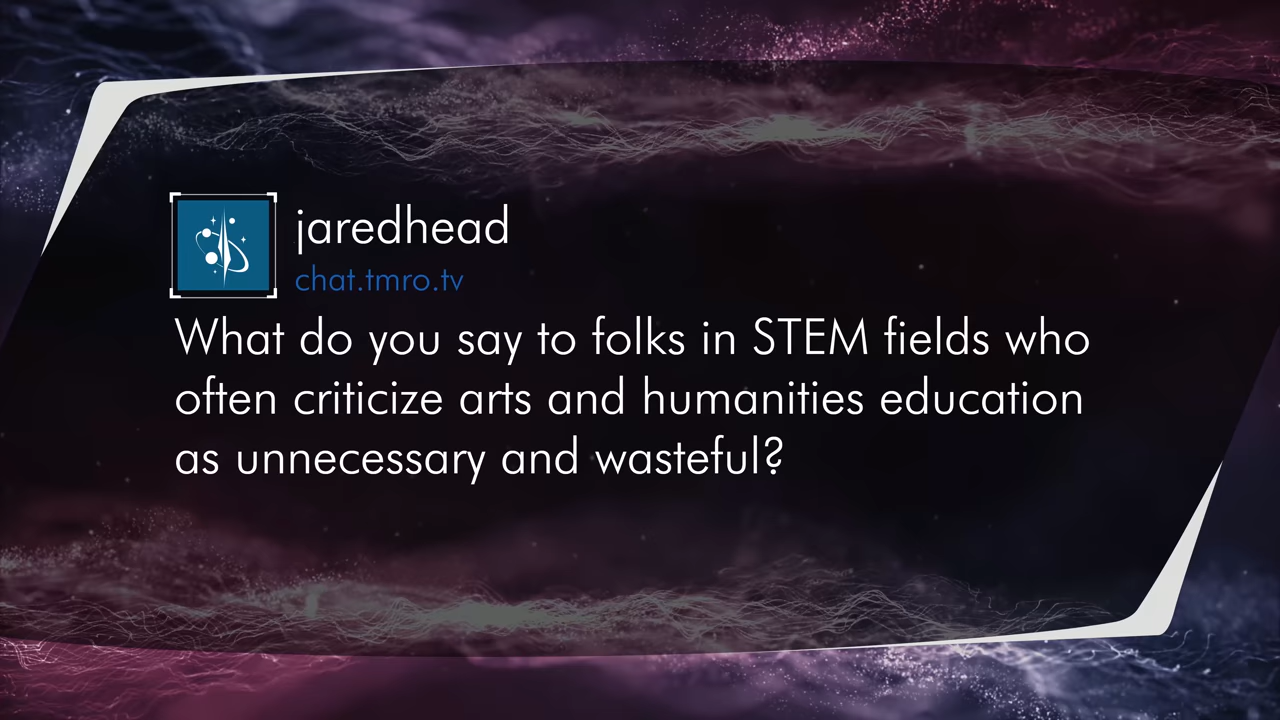 jaredhead
chat.tmro.tv
What do you say to folks in STEM fields who
often criticize arts and humanities education
as unnecessary and wasteful?